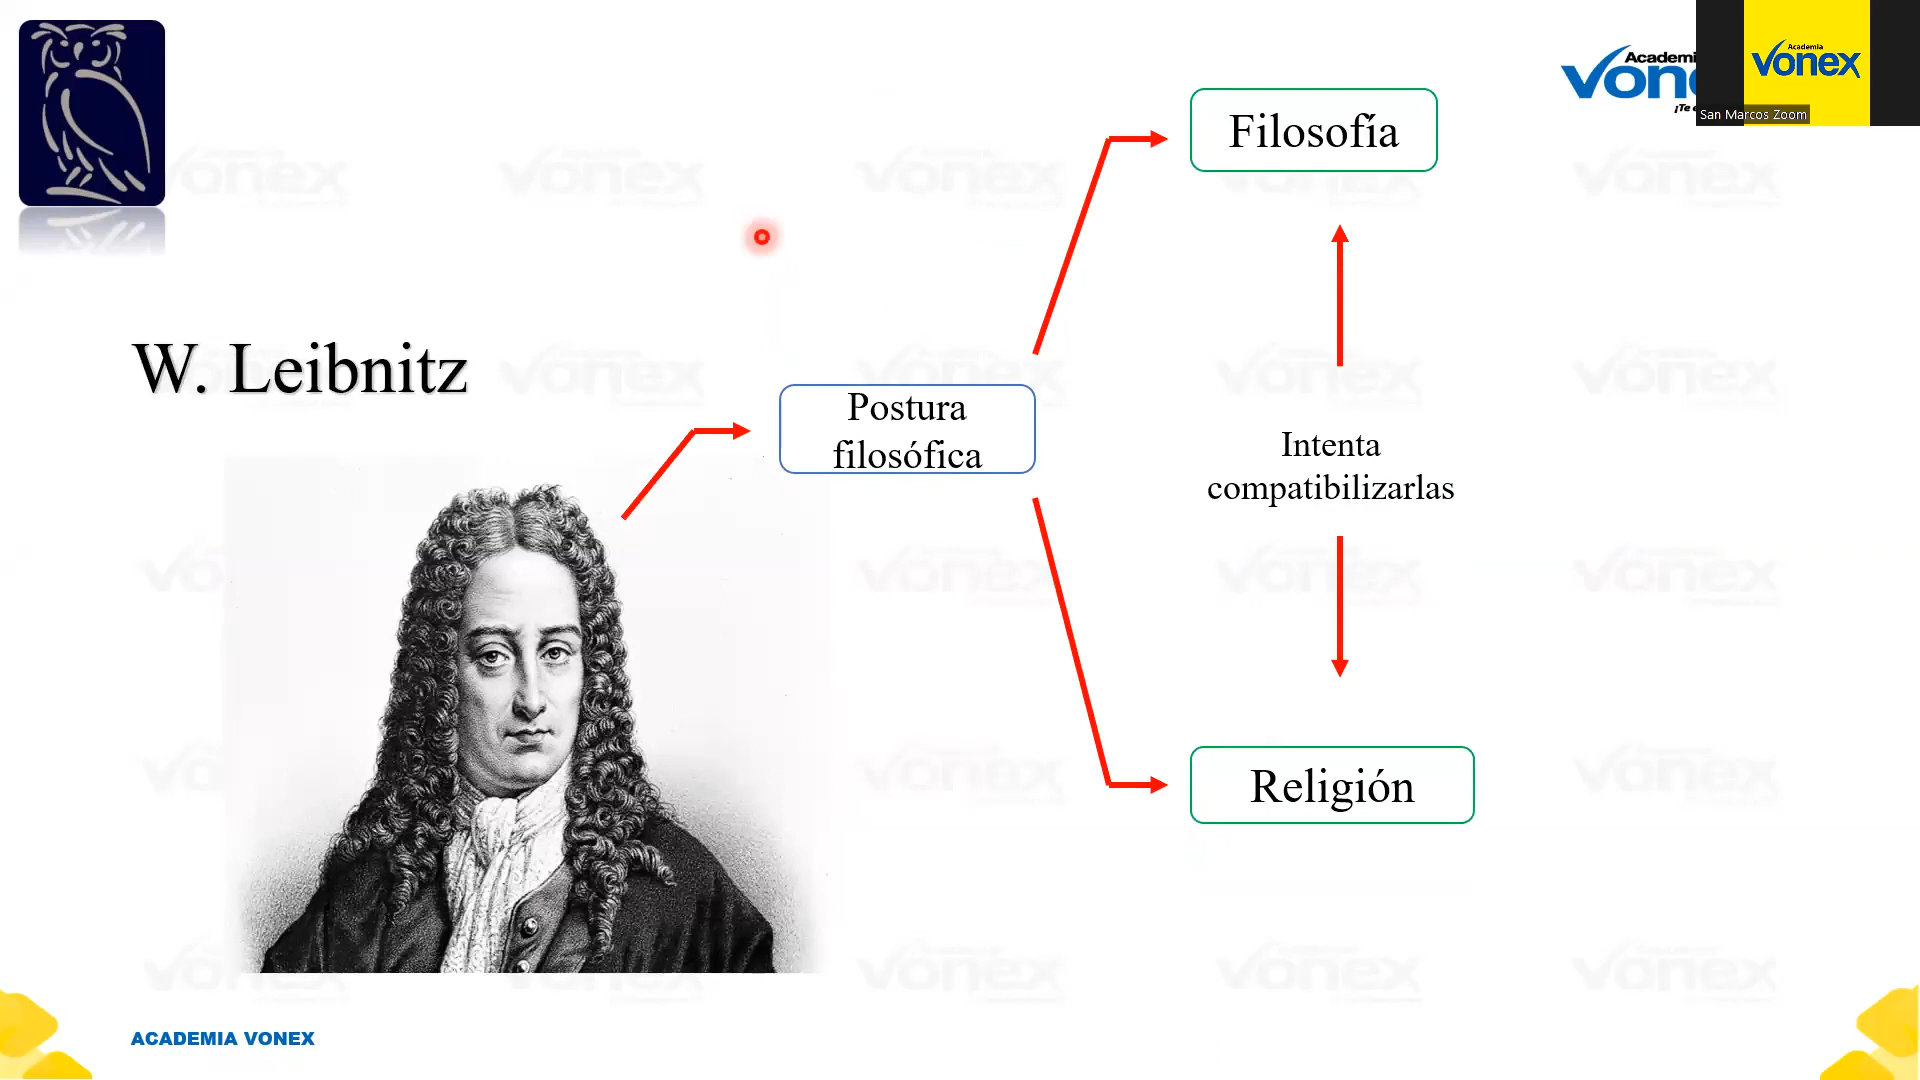 Academia
vonex
San Marcos Zoom
Filosofía
W. Leibnitz
Postura
filosófica
Intenta
compatibilizarlas
Religión
ACADEMIA VONEX